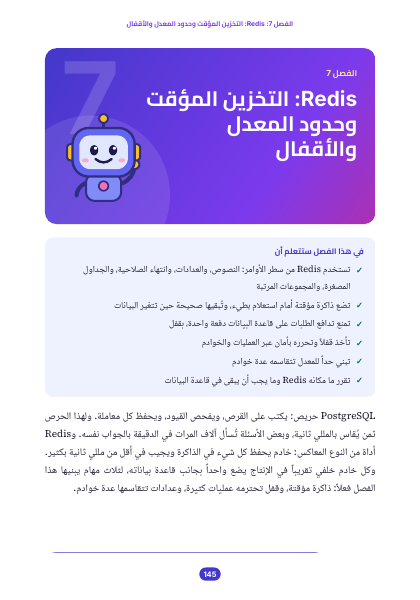 الفصل 7: Redis: التخزين المؤقت وحدود المعدل والأقفال
7
الفصل 7
Redis: التخزين المؤقت
وحدود المعدل
والأقفال
في هذا الفصل ستتعلم أن
✓ تستخدم Redis من سطر الأوامر: النصوص، والعدادات، وانتهاء الصلاحية، والجداول
المصغرة، والمجموعات المرتبة
✓ تضع ذاكرة مؤقتة أمام استعلام بطيء، وتُبقيها صحيحة حين تتغير البيانات
✓ تمنع تدافع الطلبات على قاعدة البيانات دفعة واحدة، بقفل
✓ تأخذ قفلاً وتحرره بأمان عبر العمليات والخوادم
✓ تبني حداً للمعدل تتقاسمه عدة خوادم
✓ تقرر ما مكانه Redis وما يجب أن يبقى في قاعدة البيانات
PostgreSQL حريص: يكتب على القرص، ويفحص القيود، ويحفظ كل معاملة. ولهذا الحرص
ثمن يُقاس بالمللي ثانية، وبعض الأسئلة تُسأل آلاف المرات في الدقيقة بالجواب نفسه. وRedis
أداة من النوع المعاكس: خادم يحفظ كل شيء في الذاكرة ويجيب في أقل من مللي ثانية بكثير.
وكل خادم خلفي تقريباً في الإنتاج يضع واحداً بجانب قاعدة بياناته، لثلاث مهام يبنيها هذا
الفصل فعلاً: ذاكرة مؤقتة، وقفل تحترمه عمليات كثيرة، وعدادات تتقاسمها عدة خوادم.
145